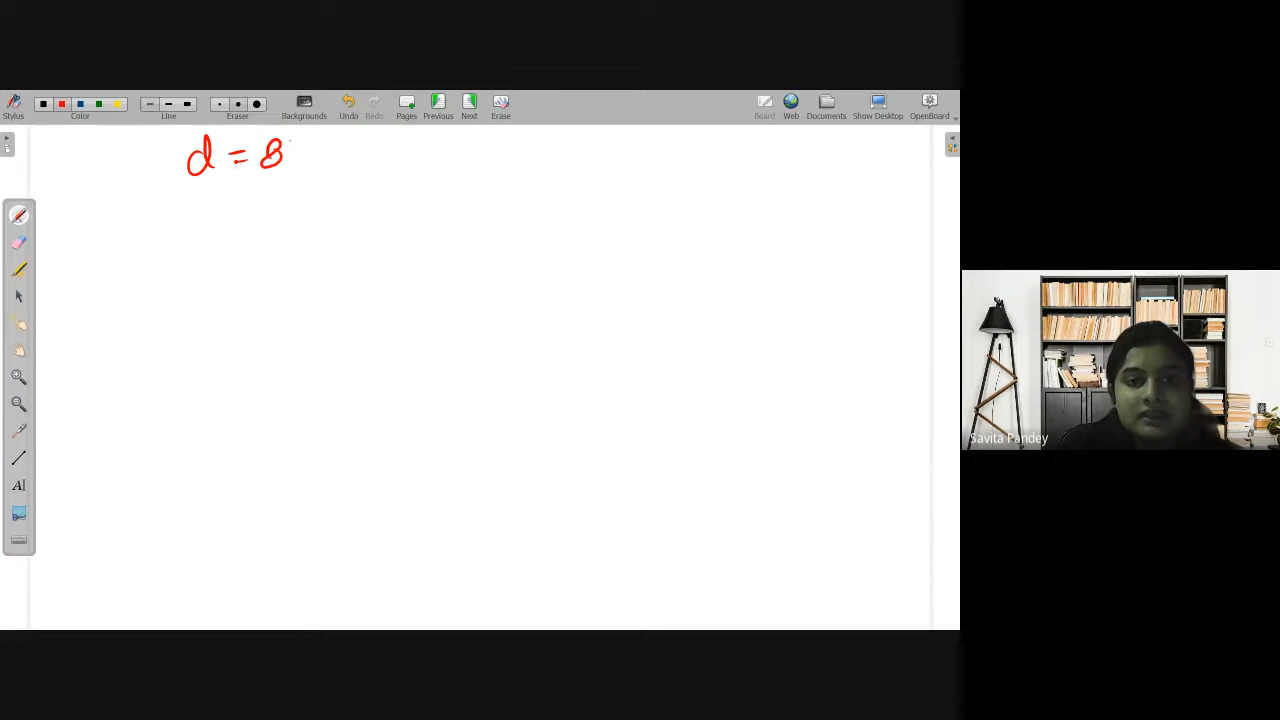 Stylus
Color
Line
Eraser
Backgrounds
Undo
Redo
Pages
Previous
Next
Erase
Board
Web
Documents
Show Desktop
OpenBoard
d = 8
Savita Pandey